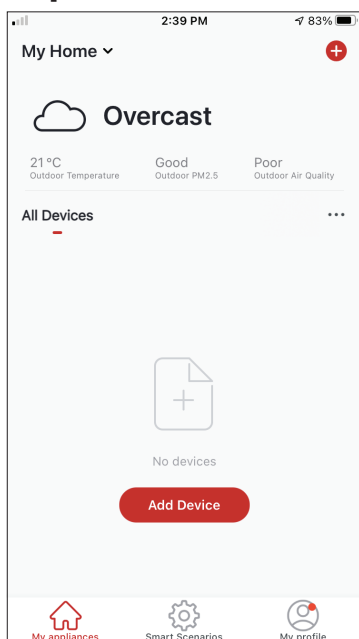 2:39 PM
83%
My Home
Overcast
21 °C
Outdoor Temperature
Good
Outdoor PM2.5
Poor
Outdoor Air Quality
All Devices
No devices
Add Device
My appliances
Smart Scenarios
My profile